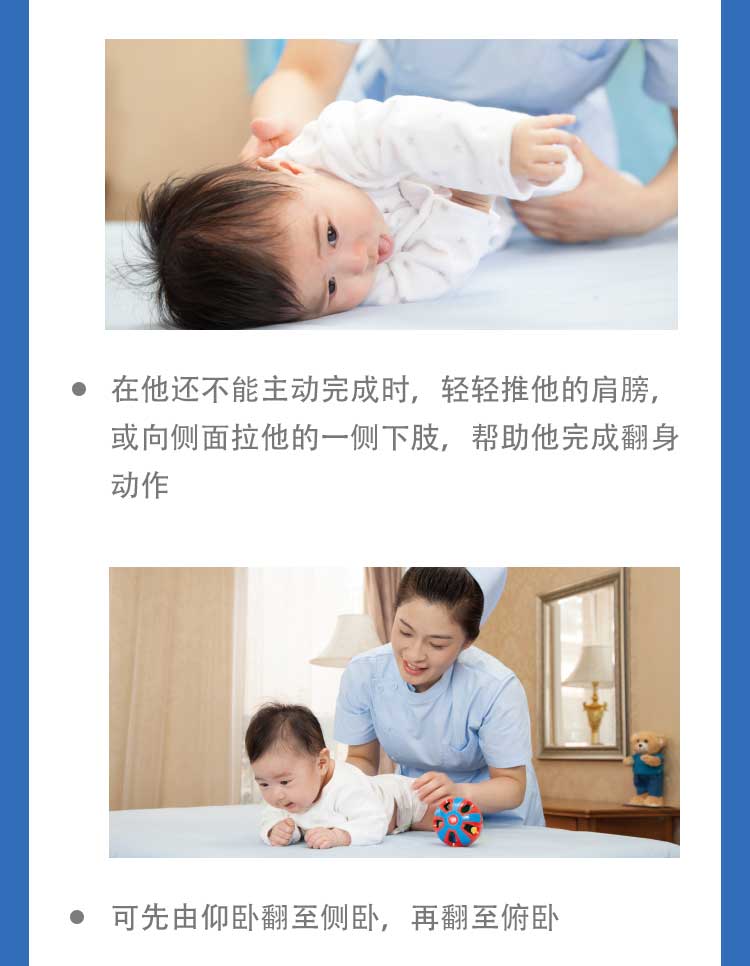 在他还不能主动完成时，轻轻推他的肩膀，
或向侧面拉他的一侧下肢，帮助他完成翻身
动作
可先由仰卧翻至侧卧，再翻至俯卧